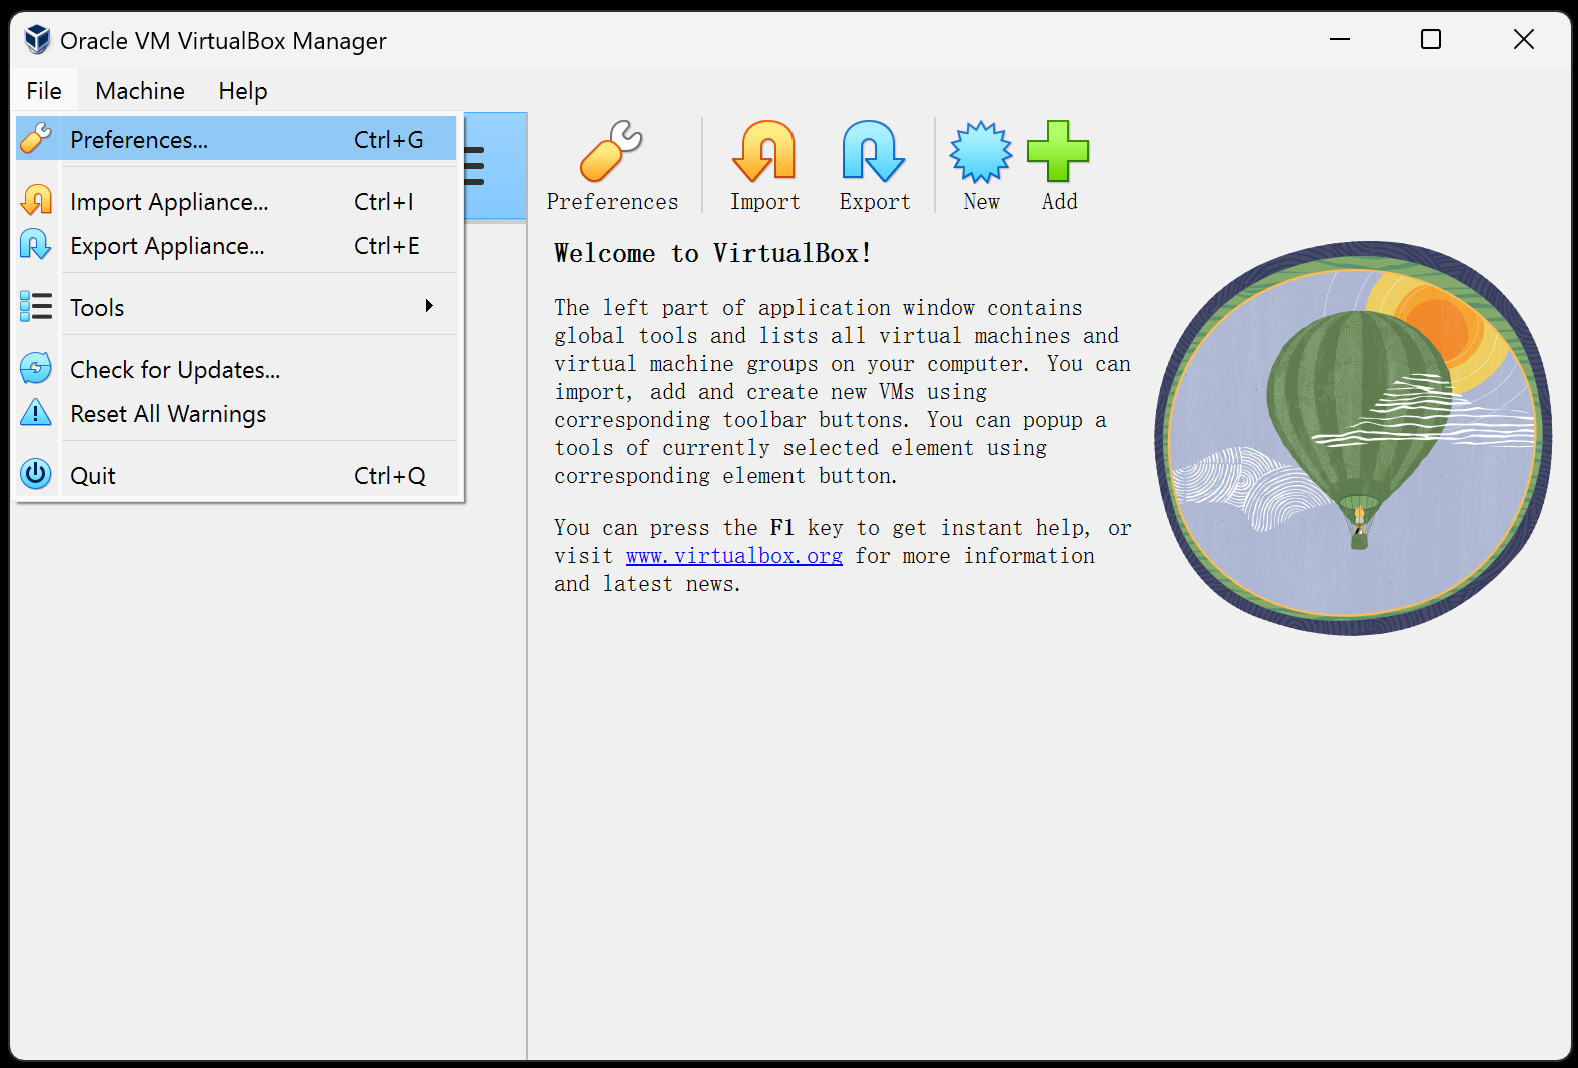 Oracle VM VirtualBox Manager
File Machine Help
Preferences... Ctrl+G
Import Appliance... Ctrl+I
Export Appliance... Ctrl+E
Tools
Check for Updates...
Reset All Warnings
Quit Ctrl+Q
Preferences Import Export New Add
Welcome to VirtualBox!
The left part of application window contains
global tools and lists all virtual machines and
virtual machine groups on your computer. You can
import, add and create new VMs using
corresponding toolbar buttons. You can popup a
tools of currently selected element using
corresponding element button.
You can press the F1 key to get instant help, or
visit www.virtualbox.org for more information
and latest news.